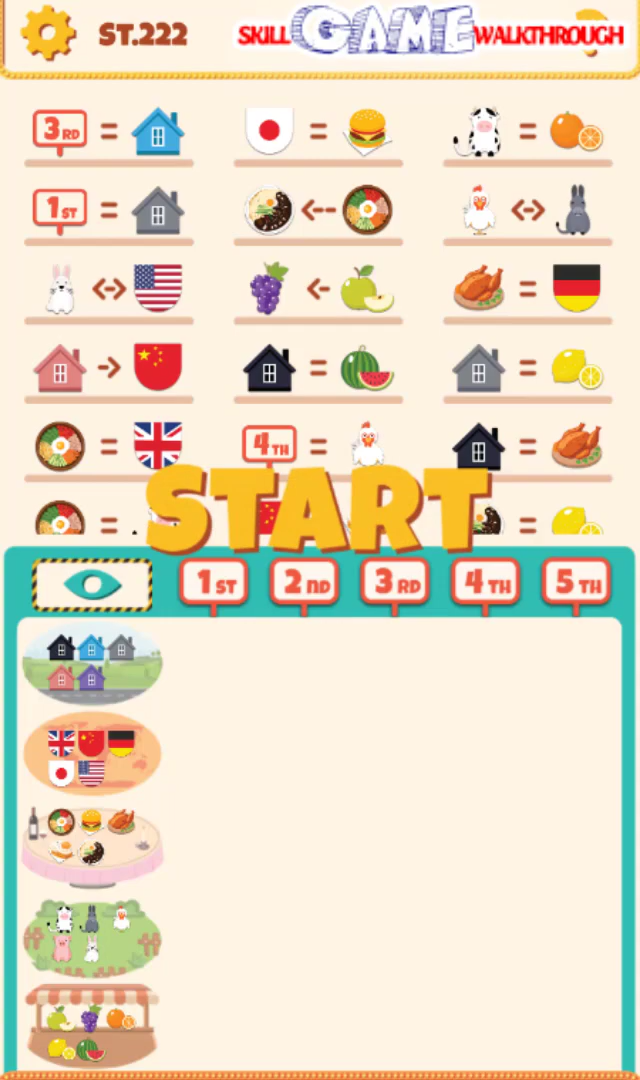 ST.222
SKILL GAME WALKTHROUGH
3RD =
=
=
1ST =
=
=
=
=
4TH =
=
=
=
START
1ST 2ND 3RD 4TH 5TH